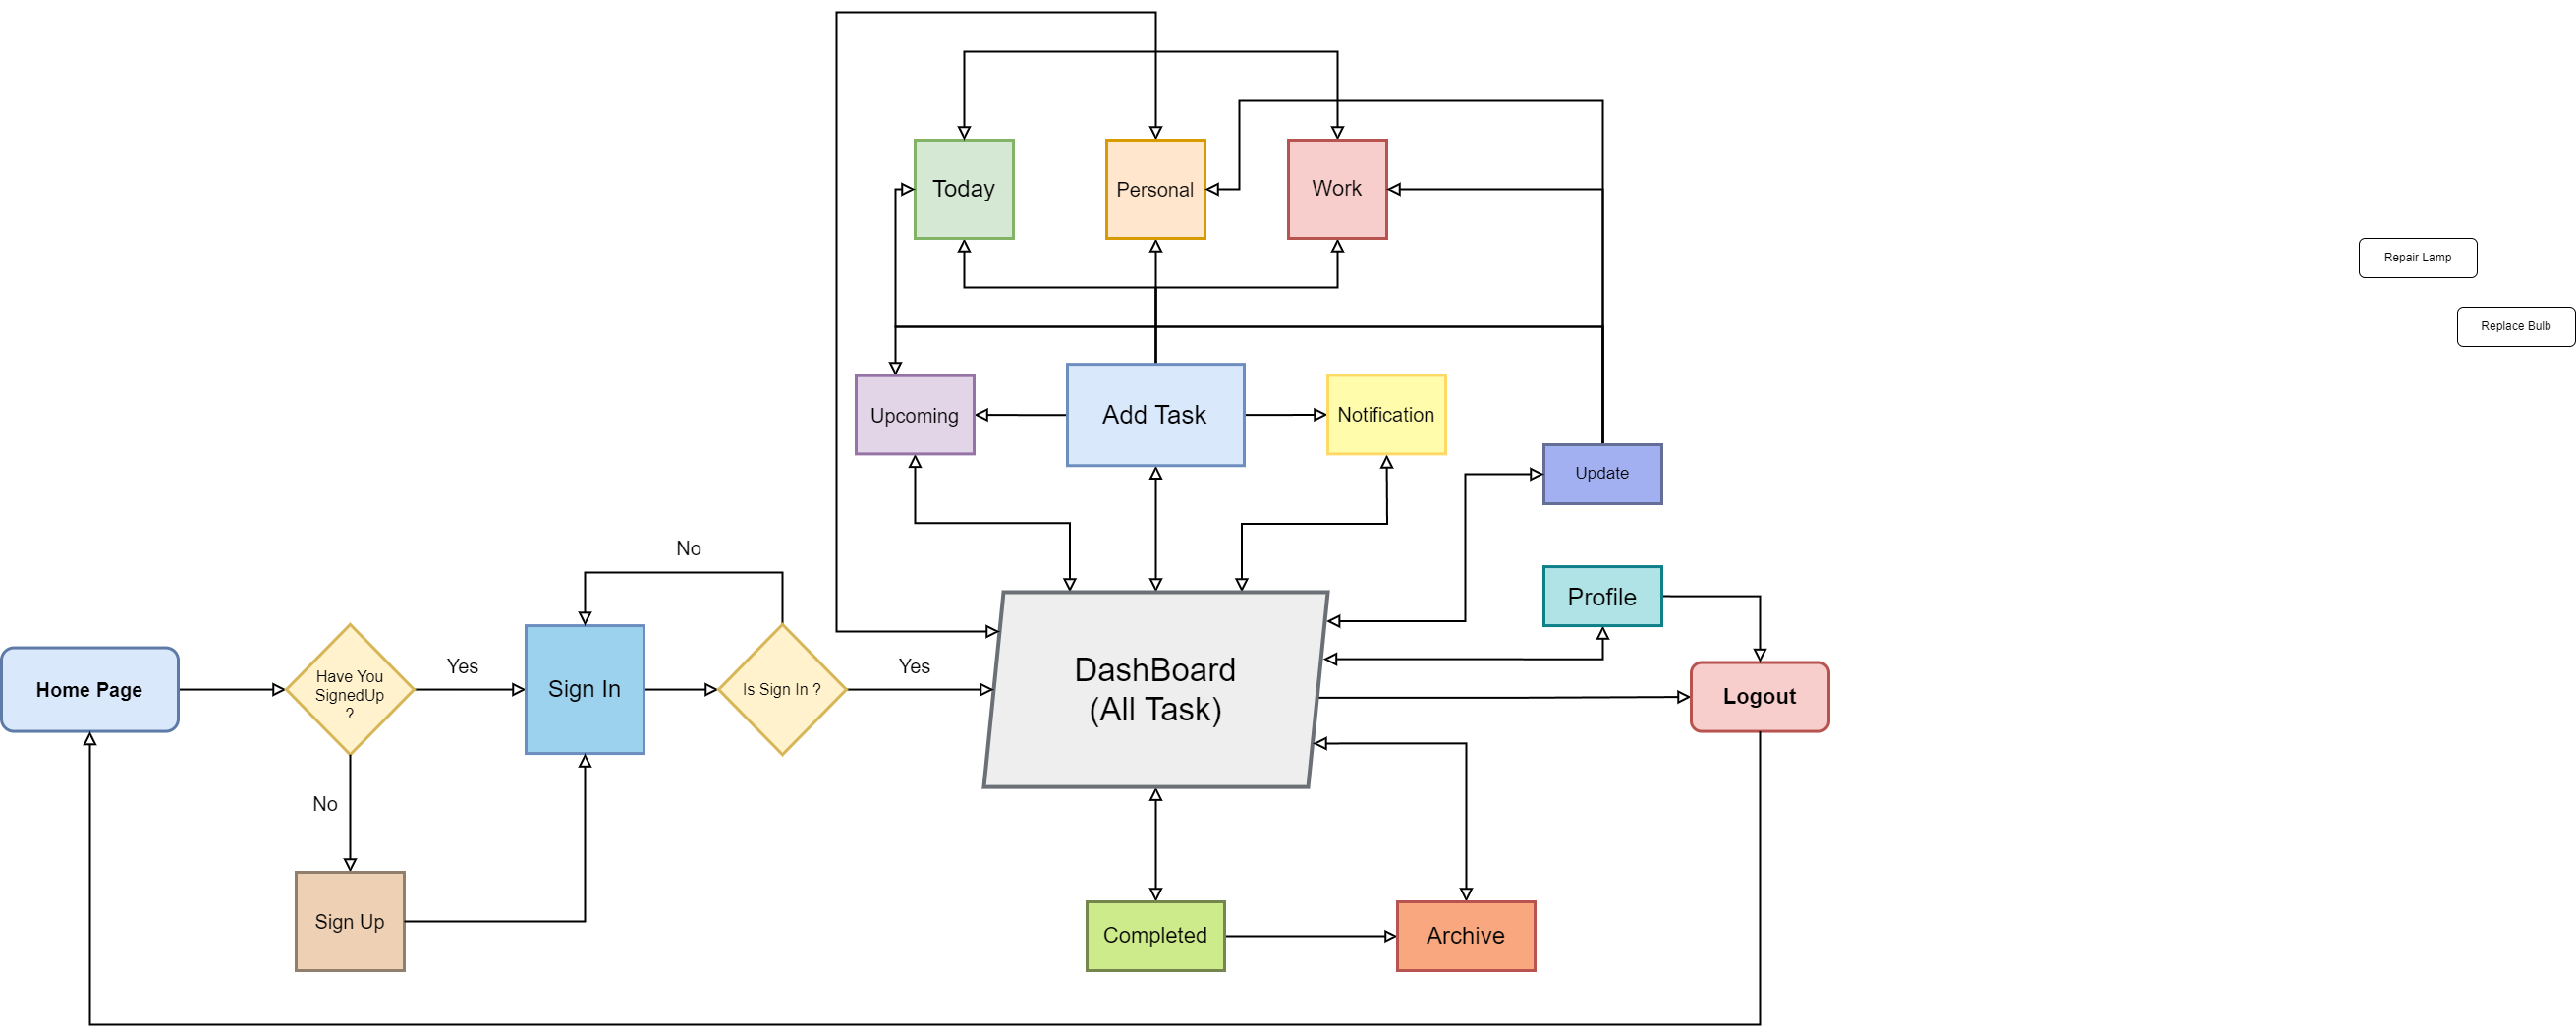 Today
Personal
Work
Repair Lamp
Replace Bulb
Upcoming
Add Task
Notification
Update
No
Profile
Home Page
Have You
SignedUp
?
Yes
Sign In
Is Sign In ?
Yes
DashBoard
(All Task)
Logout
No
Sign Up
Completed
Archive